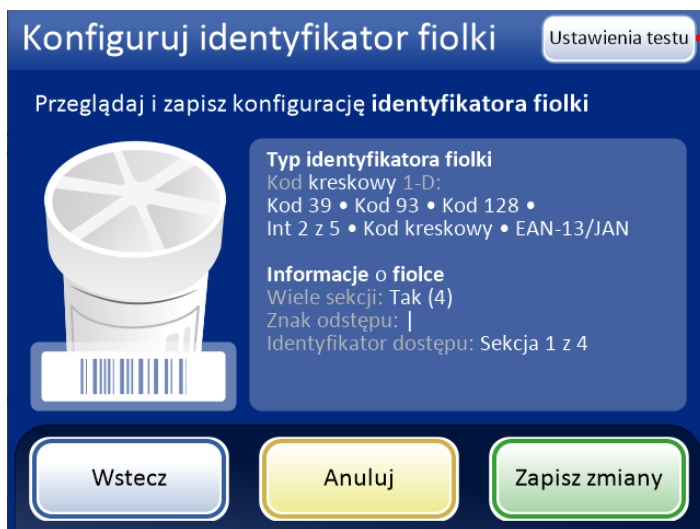 Konfiguruj identyfikator fiolki
Ustawienia testu
Przeglądaj i zapisz konfigurację identyfikatora fiolki
Typ identyfikatora fiolki
Kod kreskowy 1-D:
Kod 39 • Kod 93 • Kod 128 •
Int 2 z 5 • Kod kreskowy • EAN-13/JAN
Informacje o fiolce
Wiele sekcji: Tak (4)
Znak odstępu: |
Identyfikator dostępu: Sekcja 1 z 4
Wstecz
Anuluj
Zapisz zmiany